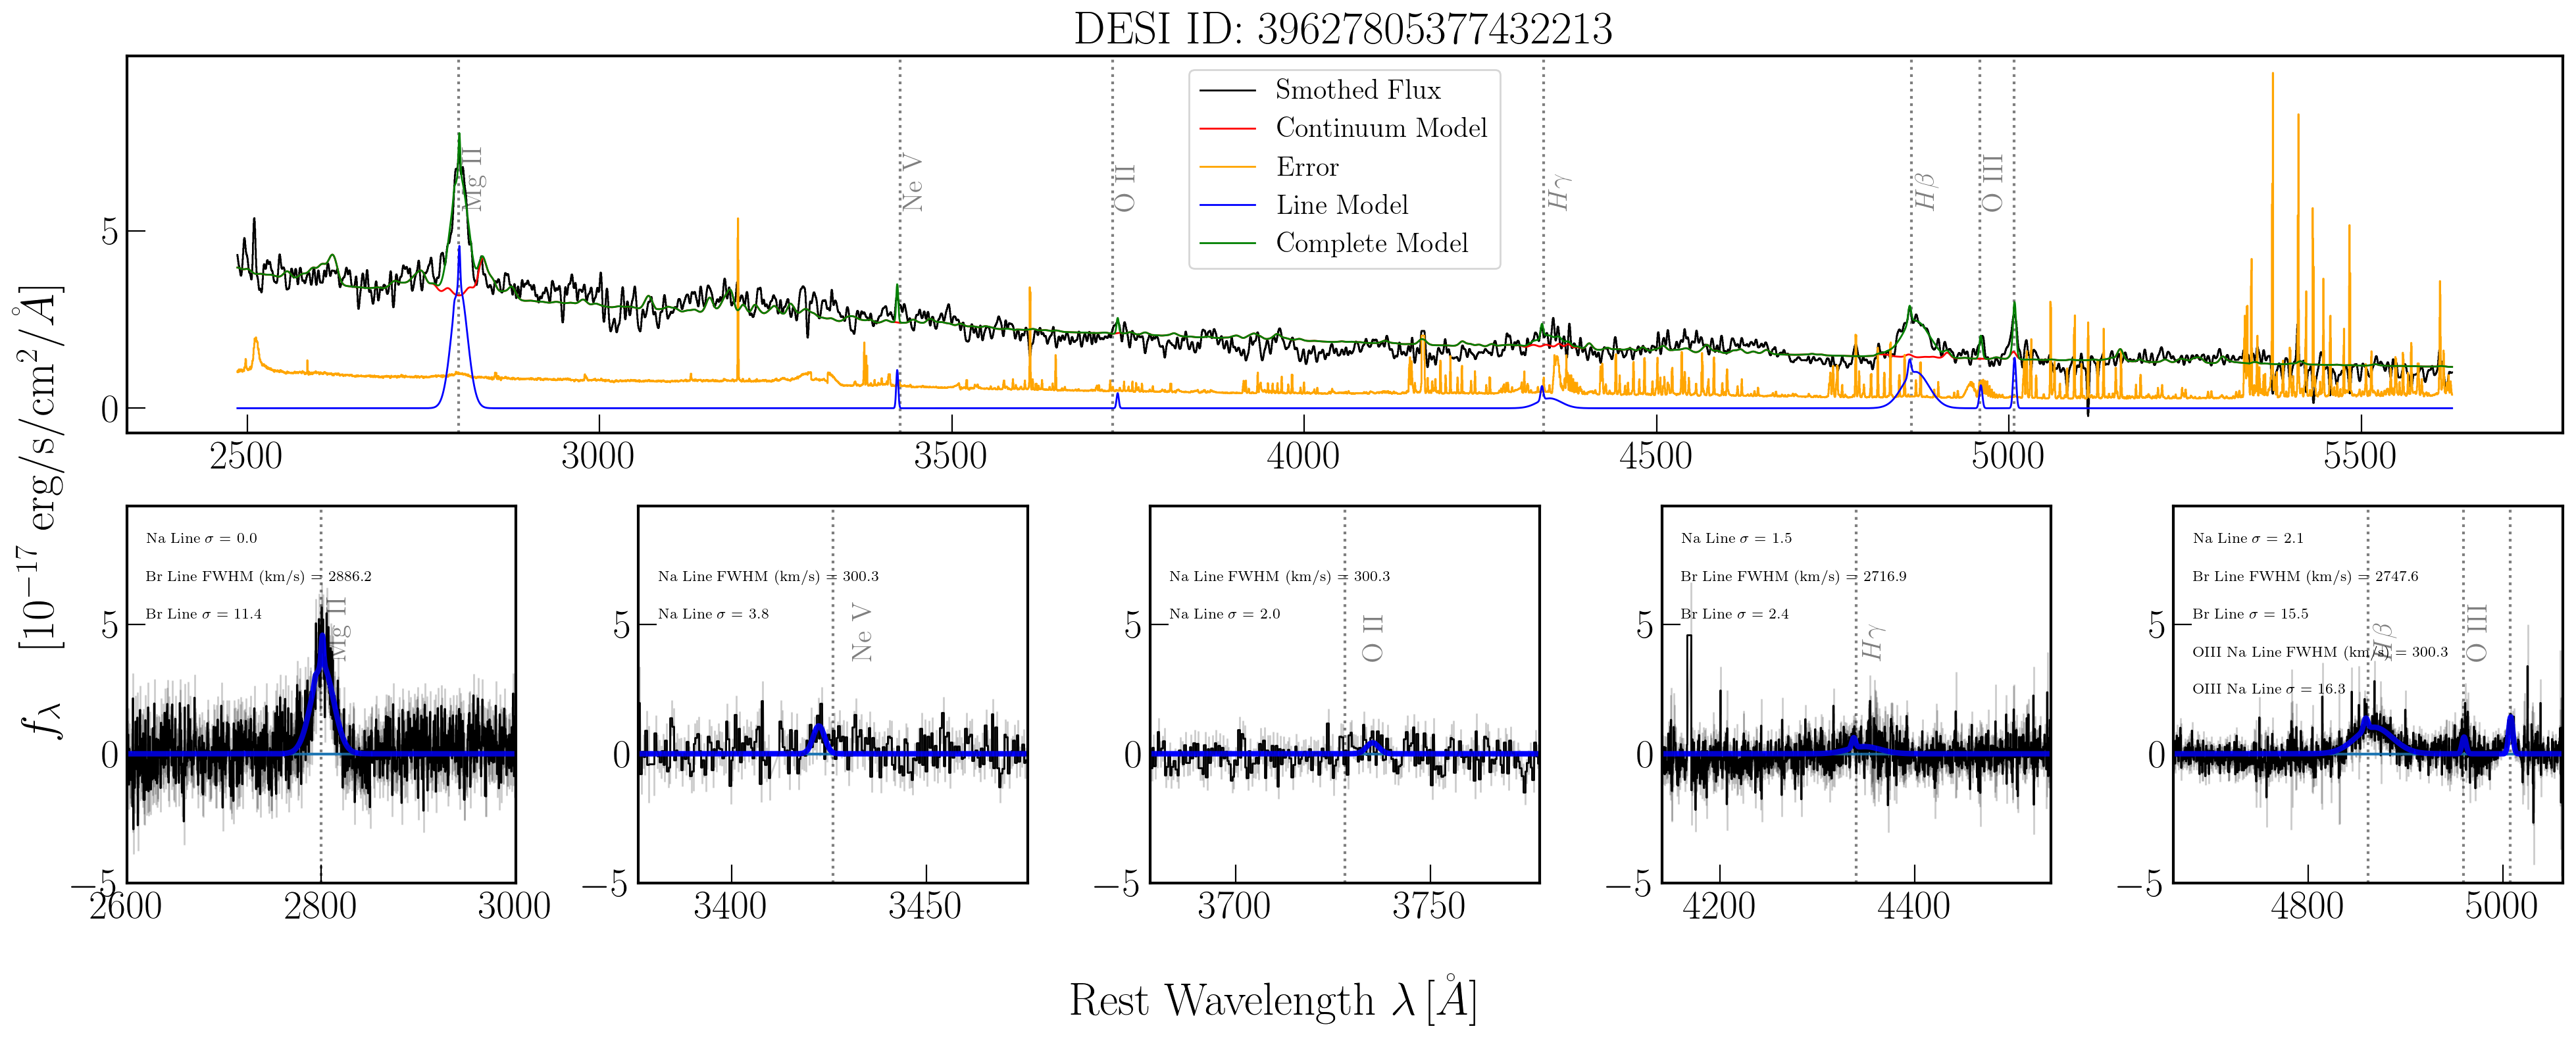 DESI ID: 39627805377432213
Smothed Flux
Continuum Model
Error
Line Model
Complete Model
Mg II
Ne V
O II
Hγ
Hβ
O III
5
0
2500 3000 3500 4000 4500 5000 5500
f_λ [10^{-17} erg/s/cm^2/Å]
Na Line σ = 0.0
Br Line FWHM (km/s) = 2886.2
Br Line σ = 11.4
Mg II
5
0
−5
2600 2800 3000
Na Line FWHM (km/s) = 300.3
Na Line σ = 3.8
Ne V
5
0
−5
3400 3450
Na Line FWHM (km/s) = 300.3
Na Line σ = 2.0
O II
5
0
−5
3700 3750
Na Line σ = 1.5
Br Line FWHM (km/s) = 2716.9
Br Line σ = 2.4
Hγ
5
0
−5
4200 4400
Na Line σ = 2.1
Br Line FWHM (km/s) = 2747.6
Br Line σ = 15.5
OIII Na Line FWHM (km/s) = 300.3
OIII Na Line σ = 16.3
Hβ
O III
5
0
−5
4800 5000
Rest Wavelength λ [Å]